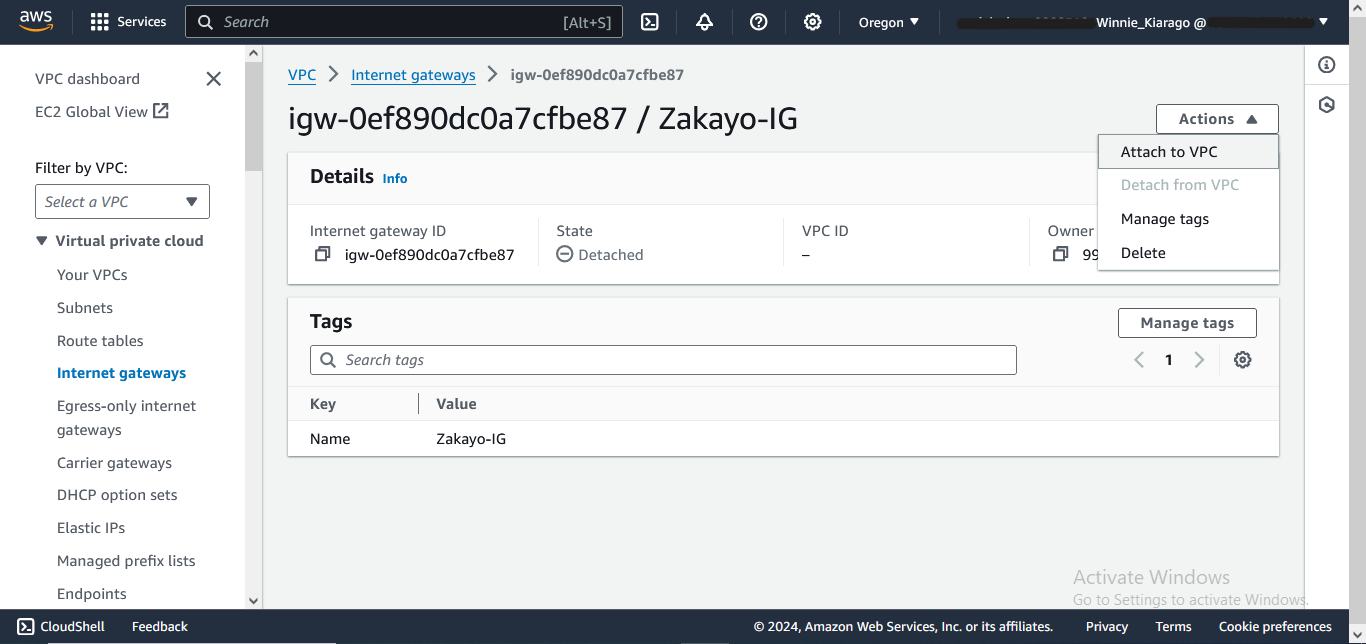 aws
Services
Search
[Alt+S]
Oregon
Winnie_Kiarago @
VPC dashboard
EC2 Global View
Filter by VPC:
Select a VPC
Virtual private cloud
Your VPCs
Subnets
Route tables
Internet gateways
Egress-only internet
gateways
Carrier gateways
DHCP option sets
Elastic IPs
Managed prefix lists
Endpoints
VPC
Internet gateways
igw-0ef890dc0a7cfbe87
igw-0ef890dc0a7cfbe87 / Zakayo-IG
Actions
Attach to VPC
Detach from VPC
Manage tags
Delete
Details Info
Internet gateway ID
igw-0ef890dc0a7cfbe87
State
Detached
VPC ID
–
Owner
99
Tags
Manage tags
Search tags
1
Key
Value
Name
Zakayo-IG
Activate Windows
Go to Settings to activate Windows.
CloudShell
Feedback
© 2024, Amazon Web Services, Inc. or its affiliates.
Privacy
Terms
Cookie preferences